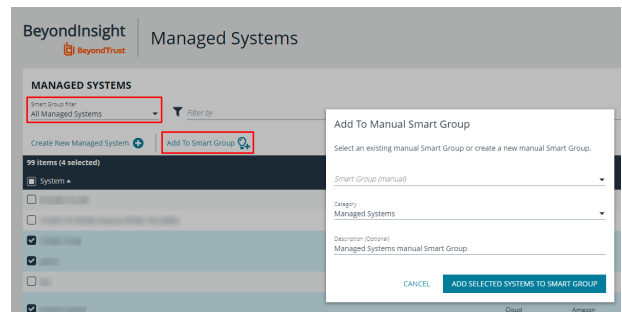 BeyondInsight
BeyondTrust
Managed Systems
MANAGED SYSTEMS
Smart Group filter
All Managed Systems
Filter by
Create New Managed System
Add To Smart Group
99 items (4 selected)
System
Add To Manual Smart Group
Select an existing manual Smart Group or create a new manual Smart Group.
Smart Group (manual)
Category
Managed Systems
Description (Optional)
Managed Systems manual Smart Group
CANCEL ADD SELECTED SYSTEMS TO SMART GROUP
Cloud Amazon